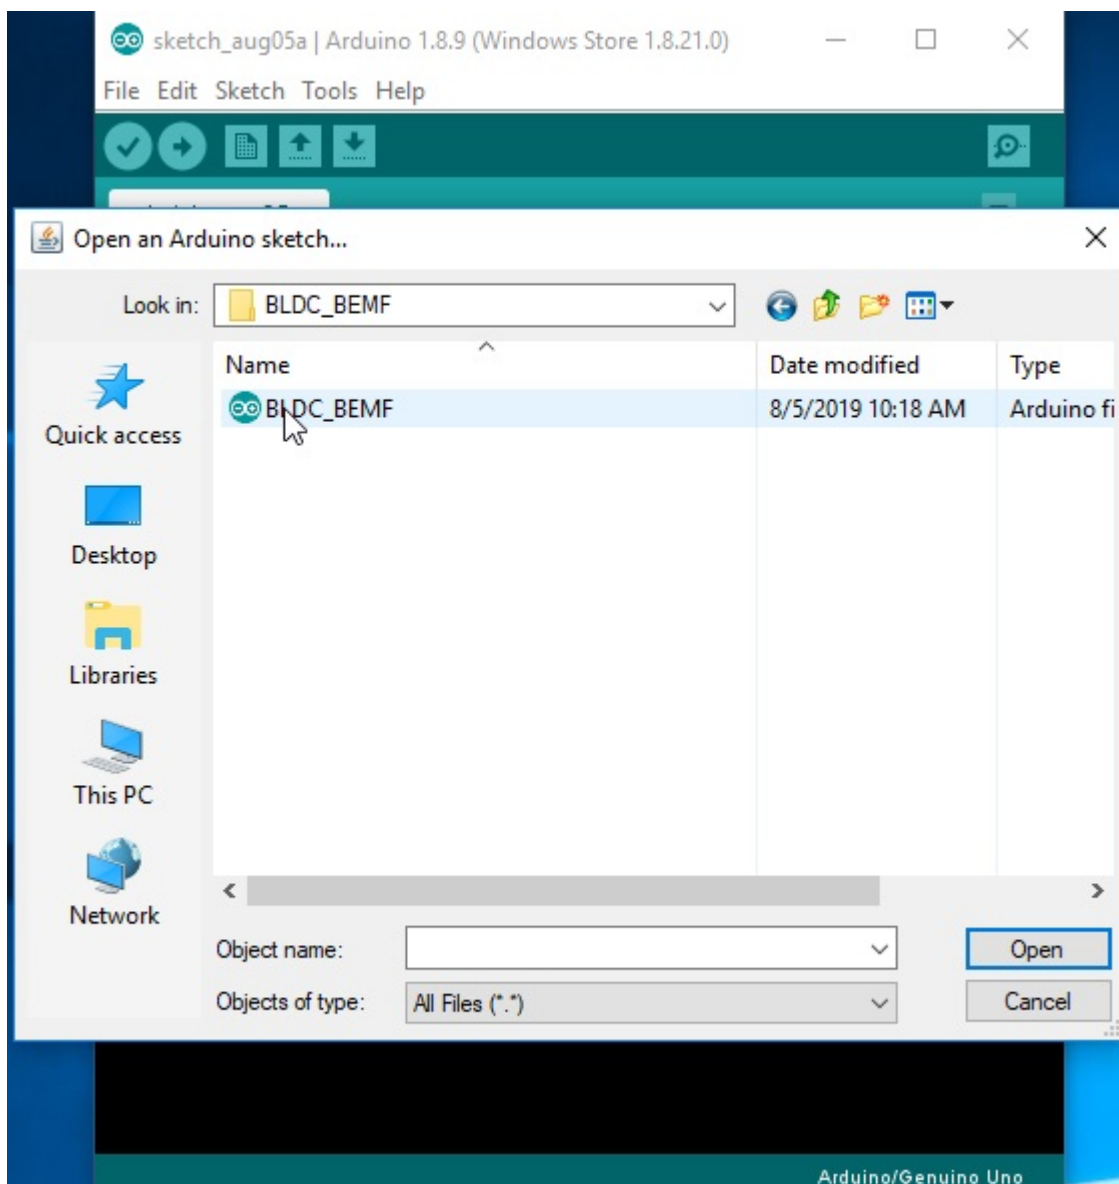 sketch_aug05a | Arduino 1.8.9 (Windows Store 1.8.21.0)
File Edit Sketch Tools Help
Open an Arduino sketch...
Look in: BLDC_BEMF
Name Date modified Type
BLDC_BEMF 8/5/2019 10:18 AM Arduino fi
Quick access
Desktop
Libraries
This PC
Network
Object name: Open
Objects of type: All Files (*.*) Cancel
Arduino/Genuino Uno